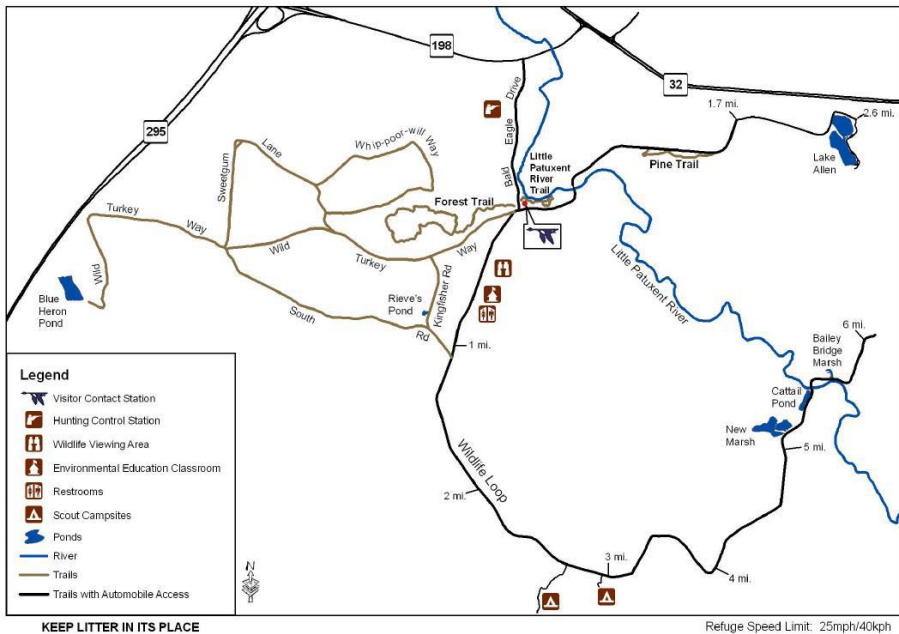 198
32
295
1.7 mi.
2.6 mi.
Lake
Allen
Pine Trail
Little
Patuxent
River
Trail
Bald Eagle Drive
Whip-poor-will Way
Sweetgum Lane
Forest Trail
Wild Turkey Way
Wild Turkey Way
Blue
Heron
Pond
Rieve's
Pond
Kingfisher Rd
South Rd
1 mi.
Little Patuxent River
6 mi.
Bailey
Bridge
Marsh
Cattail
Pond
New
Marsh
5 mi.
Wildlife Loop
2 mi.
3 mi.
4 mi.
Legend
Visitor Contact Station
Hunting Control Station
Wildlife Viewing Area
Environmental Education Classroom
Restrooms
Scout Campsites
Ponds
River
Trails
Trails with Automobile Access
N
KEEP LITTER IN ITS PLACE
Refuge Speed Limit: 25mph/40kph